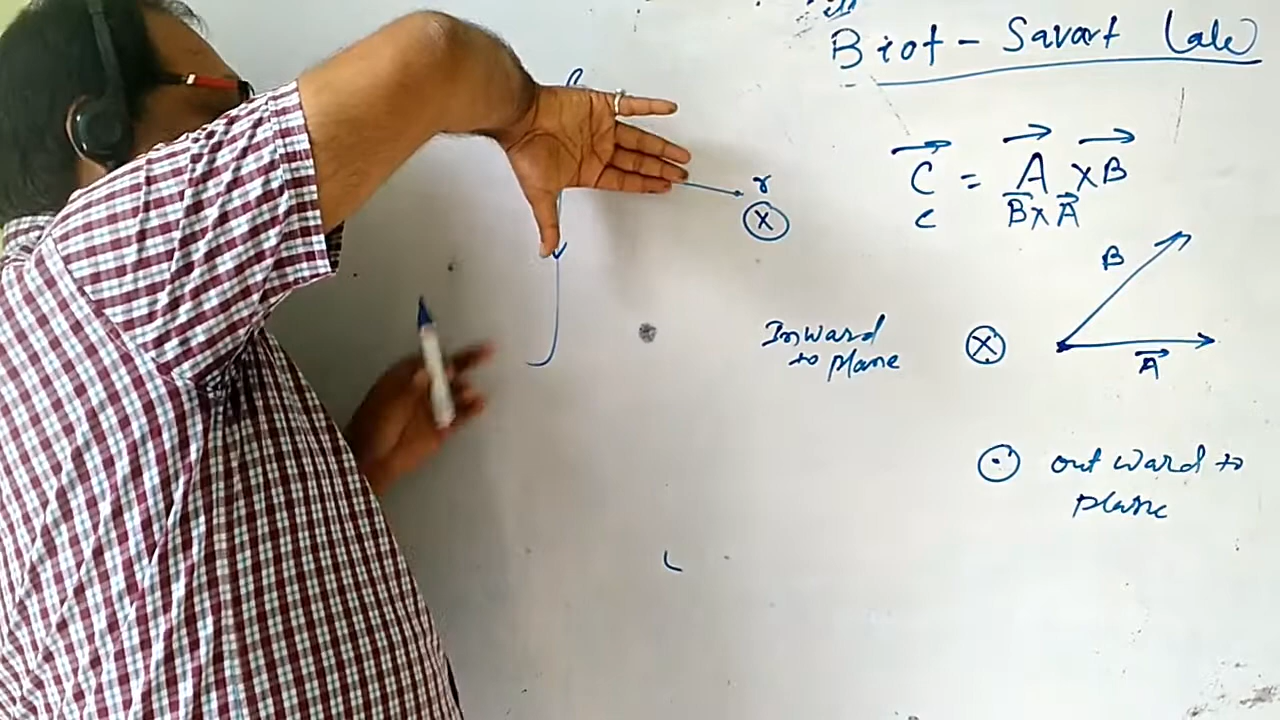 Biot - Savart Law
C = A × B
C B × A
r
ⓧ
B
Inward
to plane
ⓧ
A
⊙ out ward to
plane